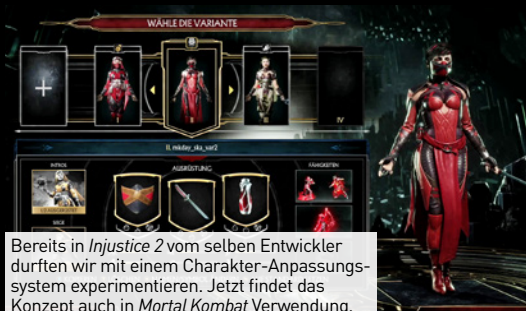 WÄHLE DIE VARIANTE
IV
II. mkday_ska_var2
INTROS
AUSRÜSTUNG
FÄHIGKEITEN
SIEGE
Bereits in Injustice 2 vom selben Entwickler
durften wir mit einem Charakter-Anpassungs-
system experimentieren. Jetzt findet das
Konzept auch in Mortal Kombat Verwendung.